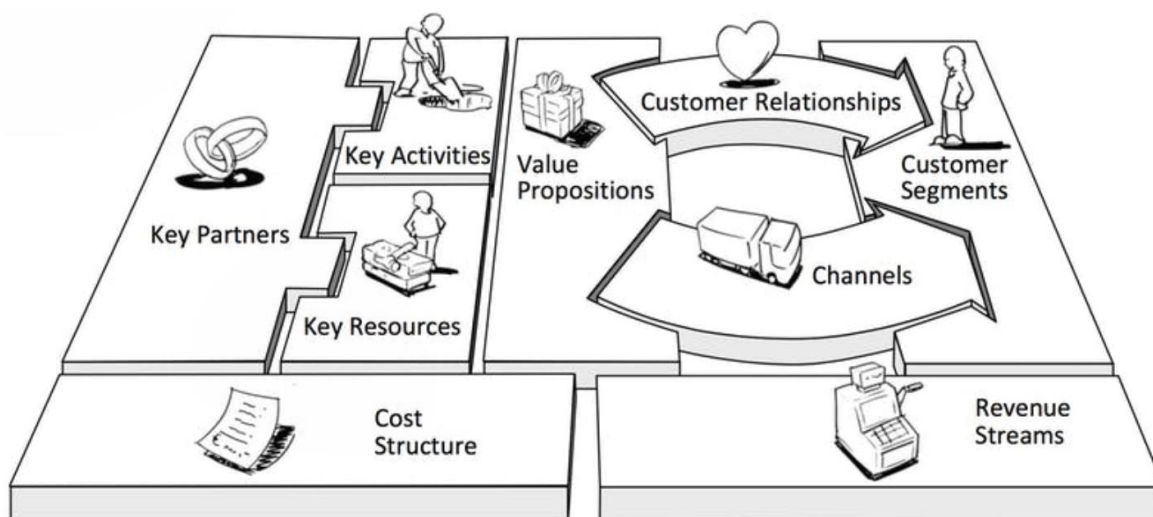 Key Partners
Key Activities
Key Resources
Value
Propositions
Customer Relationships
Channels
Customer
Segments
Cost
Structure
Revenue
Streams